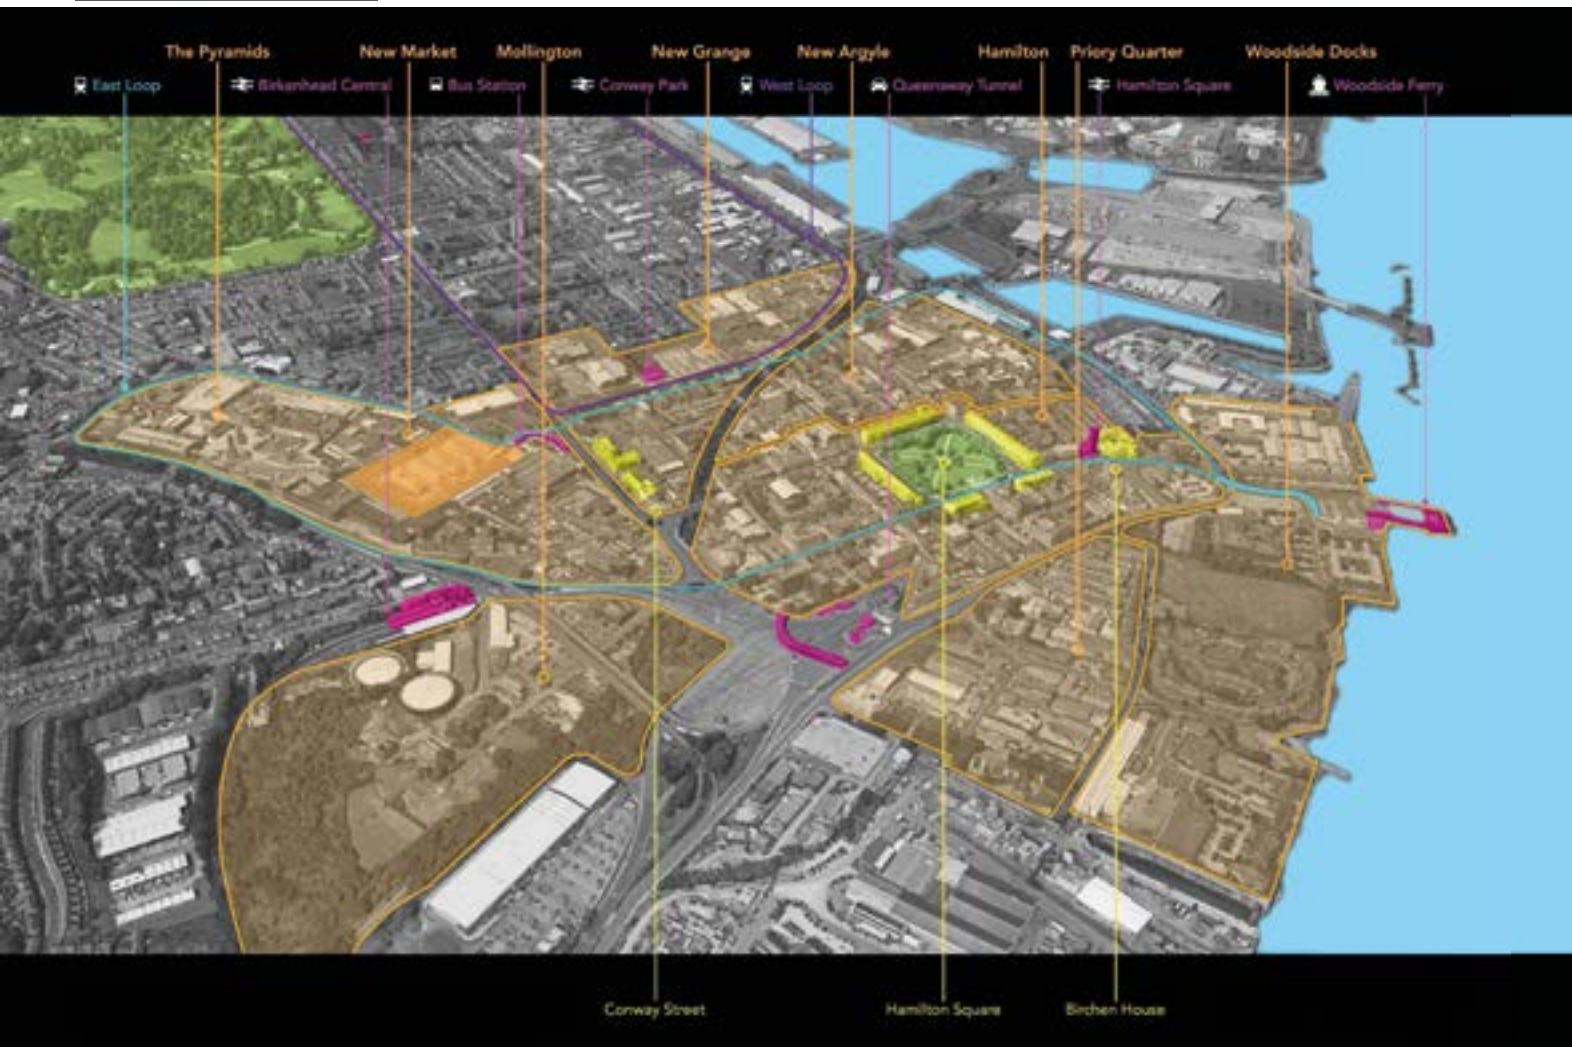 The Pyramids New Market Mollington New Grange New Argyle Hamilton Priory Quarter Woodside Docks
East Loop Birkenhead Central Bus Station Conway Park West Loop Queensway Tunnel Hamilton Square Woodside Ferry
Conway Street Hamilton Square Birchen House